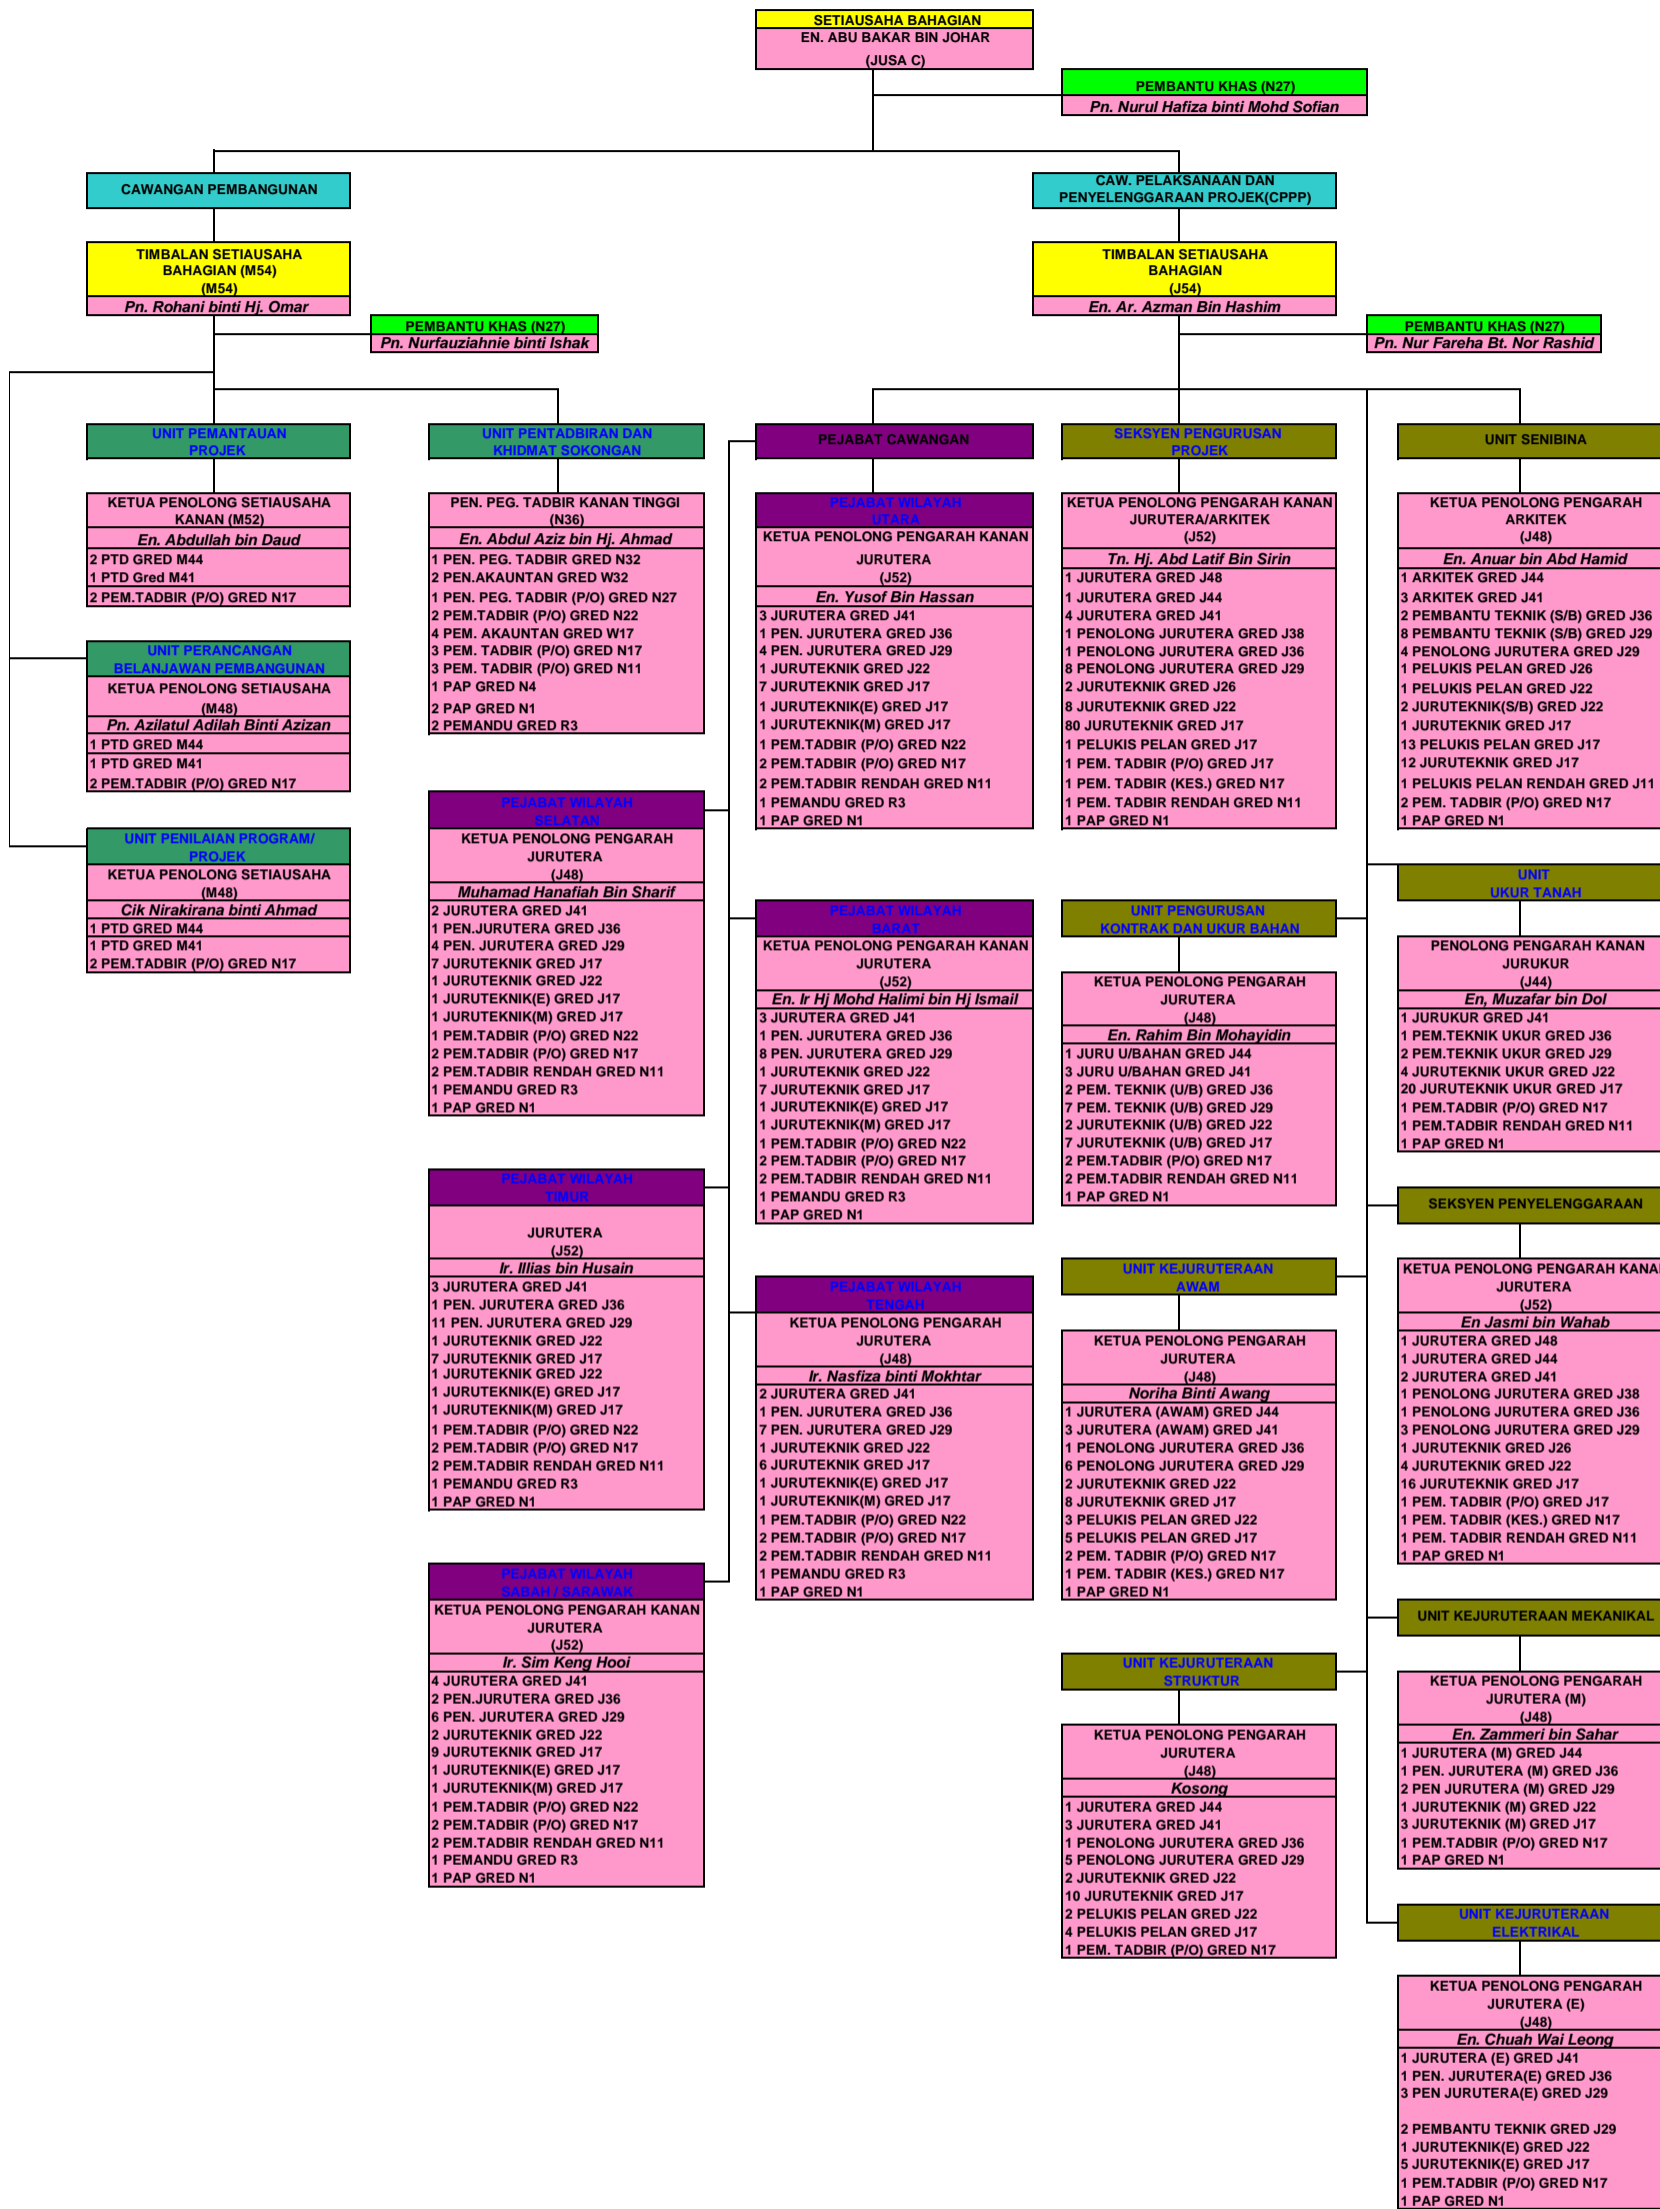 SETIAUSAHA BAHAGIAN
EN. ABU BAKAR BIN JOHAR
(JUSA C)
PEMBANTU KHAS (N27)
Pn. Nurul Hafiza binti Mohd Sofian
CAWANGAN PEMBANGUNAN
CAW. PELAKSANAAN DAN
PENYELENGGARAAN PROJEK(CPPP)
TIMBALAN SETIAUSAHA
BAHAGIAN (M54)
(M54)
Pn. Rohani binti Hj. Omar
TIMBALAN SETIAUSAHA
BAHAGIAN
(J54)
En. Ar. Azman Bin Hashim
PEMBANTU KHAS (N27)
Pn. Nurfauziahnie binti Ishak
PEMBANTU KHAS (N27)
Pn. Nur Fareha Bt. Nor Rashid
UNIT PEMANTAUAN
PROJEK
KETUA PENOLONG SETIAUSAHA
KANAN (M52)
En. Abdullah bin Daud
2 PTD GRED M44
1 PTD Gred M41
2 PEM.TADBIR (P/O) GRED N17
UNIT PERANCANGAN
BELANJAWAN PEMBANGUNAN
KETUA PENOLONG SETIAUSAHA
(M48)
Pn. Azilatul Adilah Binti Azizan
1 PTD GRED M44
1 PTD GRED M41
2 PEM.TADBIR (P/O) GRED N17
UNIT PENILAIAN PROGRAM/
PROJEK
KETUA PENOLONG SETIAUSAHA
(M48)
Cik Nirakirana binti Ahmad
1 PTD GRED M44
1 PTD GRED M41
2 PEM.TADBIR (P/O) GRED N17
UNIT PENTADBIRAN DAN
KHIDMAT SOKONGAN
PEN. PEG. TADBIR KANAN TINGGI
(N36)
En. Abdul Aziz bin Hj. Ahmad
1 PEN. PEG. TADBIR GRED N32
2 PEN.AKAUNTAN GRED W32
1 PEN. PEG. TADBIR (P/O) GRED N27
2 PEM.TADBIR (P/O) GRED N22
4 PEM. AKAUNTAN GRED W17
3 PEM. TADBIR (P/O) GRED N17
3 PEM. TADBIR (P/O) GRED N11
1 PAP GRED N4
2 PAP GRED N1
2 PEMANDU GRED R3
PEJABAT WILAYAH
SELATAN
KETUA PENOLONG PENGARAH
JURUTERA
(J48)
Muhamad Hanafiah Bin Sharif
2 JURUTERA GRED J41
1 PEN.JURUTERA GRED J36
4 PEN. JURUTERA GRED J29
7 JURUTEKNIK GRED J17
1 JURUTEKNIK GRED J22
1 JURUTEKNIK(E) GRED J17
1 JURUTEKNIK(M) GRED J17
1 PEM.TADBIR (P/O) GRED N22
2 PEM.TADBIR (P/O) GRED N17
2 PEM.TADBIR RENDAH GRED N11
1 PEMANDU GRED R3
1 PAP GRED N1
PEJABAT WILAYAH
TIMUR
JURUTERA
(J52)
Ir. Illias bin Husain
3 JURUTERA GRED J41
1 PEN. JURUTERA GRED J36
11 PEN. JURUTERA GRED J29
1 JURUTEKNIK GRED J22
7 JURUTEKNIK GRED J17
1 JURUTEKNIK GRED J22
1 JURUTEKNIK(E) GRED J17
1 JURUTEKNIK(M) GRED J17
1 PEM.TADBIR (P/O) GRED N22
2 PEM.TADBIR (P/O) GRED N17
2 PEM.TADBIR RENDAH GRED N11
1 PEMANDU GRED R3
1 PAP GRED N1
PEJABAT WILAYAH
SABAH / SARAWAK
KETUA PENOLONG PENGARAH KANAN
JURUTERA
(J52)
Ir. Sim Keng Hooi
4 JURUTERA GRED J41
2 PEN.JURUTERA GRED J36
6 PEN. JURUTERA GRED J29
2 JURUTEKNIK GRED J22
9 JURUTEKNIK GRED J17
1 JURUTEKNIK(E) GRED J17
1 JURUTEKNIK(M) GRED J17
1 PEM.TADBIR (P/O) GRED N22
2 PEM.TADBIR (P/O) GRED N17
2 PEM.TADBIR RENDAH GRED N11
1 PEMANDU GRED R3
1 PAP GRED N1
PEJABAT CAWANGAN
PEJABAT WILAYAH
UTARA
KETUA PENOLONG PENGARAH KANAN
JURUTERA
(J52)
En. Yusof Bin Hassan
3 JURUTERA GRED J41
1 PEN. JURUTERA GRED J36
4 PEN. JURUTERA GRED J29
1 JURUTEKNIK GRED J22
7 JURUTEKNIK GRED J17
1 JURUTEKNIK(E) GRED J17
1 JURUTEKNIK(M) GRED J17
1 PEM.TADBIR (P/O) GRED N22
2 PEM.TADBIR (P/O) GRED N17
2 PEM.TADBIR RENDAH GRED N11
1 PEMANDU GRED R3
1 PAP GRED N1
PEJABAT WILAYAH
BARAT
KETUA PENOLONG PENGARAH KANAN
JURUTERA
(J52)
En. Ir Hj Mohd Halimi bin Hj Ismail
3 JURUTERA GRED J41
1 PEN. JURUTERA GRED J36
8 PEN. JURUTERA GRED J29
1 JURUTEKNIK GRED J22
7 JURUTEKNIK GRED J17
1 JURUTEKNIK(E) GRED J17
1 JURUTEKNIK(M) GRED J17
1 PEM.TADBIR (P/O) GRED N22
2 PEM.TADBIR (P/O) GRED N17
2 PEM.TADBIR RENDAH GRED N11
1 PEMANDU GRED R3
1 PAP GRED N1
PEJABAT WILAYAH
TENGAH
KETUA PENOLONG PENGARAH
JURUTERA
(J48)
Ir. Nasfiza binti Mokhtar
2 JURUTERA GRED J41
1 PEN. JURUTERA GRED J36
7 PEN. JURUTERA GRED J29
1 JURUTEKNIK GRED J22
6 JURUTEKNIK GRED J17
1 JURUTEKNIK(E) GRED J17
1 JURUTEKNIK(M) GRED J17
1 PEM.TADBIR (P/O) GRED N22
2 PEM.TADBIR (P/O) GRED N17
2 PEM.TADBIR RENDAH GRED N11
1 PEMANDU GRED R3
1 PAP GRED N1
SEKSYEN PENGURUSAN
PROJEK
KETUA PENOLONG PENGARAH KANAN
JURUTERA/ARKITEK
(J52)
Tn. Hj. Abd Latif Bin Sirin
1 JURUTERA GRED J48
1 JURUTERA GRED J44
4 JURUTERA GRED J41
1 PENOLONG JURUTERA GRED J38
1 PENOLONG JURUTERA GRED J36
8 PENOLONG JURUTERA GRED J29
2 JURUTEKNIK GRED J26
8 JURUTEKNIK GRED J22
80 JURUTEKNIK GRED J17
1 PELUKIS PELAN GRED J17
1 PEM. TADBIR (P/O) GRED J17
1 PEM. TADBIR (KES.) GRED N17
1 PEM. TADBIR RENDAH GRED N11
1 PAP GRED N1
UNIT PENGURUSAN
KONTRAK DAN UKUR BAHAN
KETUA PENOLONG PENGARAH
JURUTERA
(J48)
En. Rahim Bin Mohayidin
1 JURU U/BAHAN GRED J44
3 JURU U/BAHAN GRED J41
2 PEM. TEKNIK (U/B) GRED J36
7 PEM. TEKNIK (U/B) GRED J29
2 JURUTEKNIK (U/B) GRED J22
7 JURUTEKNIK (U/B) GRED J17
2 PEM.TADBIR (P/O) GRED N17
2 PEM.TADBIR RENDAH GRED N11
1 PAP GRED N1
UNIT KEJURUTERAAN
AWAM
KETUA PENOLONG PENGARAH
JURUTERA
(J48)
Noriha Binti Awang
1 JURUTERA (AWAM) GRED J44
3 JURUTERA (AWAM) GRED J41
1 PENOLONG JURUTERA GRED J36
6 PENOLONG JURUTERA GRED J29
2 JURUTEKNIK GRED J22
8 JURUTEKNIK GRED J17
3 PELUKIS PELAN GRED J22
5 PELUKIS PELAN GRED J17
2 PEM. TADBIR (P/O) GRED N17
1 PEM. TADBIR (KES.) GRED N17
1 PAP GRED N1
UNIT KEJURUTERAAN
STRUKTUR
KETUA PENOLONG PENGARAH
JURUTERA
(J48)
Kosong
1 JURUTERA GRED J44
3 JURUTERA GRED J41
1 PENOLONG JURUTERA GRED J36
5 PENOLONG JURUTERA GRED J29
2 JURUTEKNIK GRED J22
10 JURUTEKNIK GRED J17
2 PELUKIS PELAN GRED J22
4 PELUKIS PELAN GRED J17
1 PEM. TADBIR (P/O) GRED N17
UNIT SENIBINA
KETUA PENOLONG PENGARAH
ARKITEK
(J48)
En. Anuar bin Abd Hamid
1 ARKITEK GRED J44
3 ARKITEK GRED J41
2 PEMBANTU TEKNIK (S/B) GRED J36
8 PEMBANTU TEKNIK (S/B) GRED J29
4 PENOLONG JURUTERA GRED J29
1 PELUKIS PELAN GRED J26
1 PELUKIS PELAN GRED J22
2 JURUTEKNIK(S/B) GRED J22
1 JURUTEKNIK GRED J17
13 PELUKIS PELAN GRED J17
12 JURUTEKNIK GRED J17
1 PELUKIS PELAN RENDAH GRED J11
2 PEM. TADBIR (P/O) GRED N17
1 PAP GRED N1
UNIT
UKUR TANAH
PENOLONG PENGARAH KANAN
JURUKUR
(J44)
En, Muzafar bin Dol
1 JURUKUR GRED J41
1 PEM.TEKNIK UKUR GRED J36
2 PEM.TEKNIK UKUR GRED J29
4 JURUTEKNIK UKUR GRED J22
20 JURUTEKNIK UKUR GRED J17
1 PEM.TADBIR (P/O) GRED N17
1 PEM.TADBIR RENDAH GRED N11
1 PAP GRED N1
SEKSYEN PENYELENGGARAAN
KETUA PENOLONG PENGARAH KANAN
JURUTERA
(J52)
En Jasmi bin Wahab
1 JURUTERA GRED J48
1 JURUTERA GRED J44
2 JURUTERA GRED J41
1 PENOLONG JURUTERA GRED J38
1 PENOLONG JURUTERA GRED J36
3 PENOLONG JURUTERA GRED J29
1 JURUTEKNIK GRED J26
4 JURUTEKNIK GRED J22
16 JURUTEKNIK GRED J17
1 PEM. TADBIR (P/O) GRED J17
1 PEM. TADBIR (KES.) GRED N17
1 PEM. TADBIR RENDAH GRED N11
1 PAP GRED N1
UNIT KEJURUTERAAN MEKANIKAL
KETUA PENOLONG PENGARAH
JURUTERA (M)
(J48)
En. Zammeri bin Sahar
1 JURUTERA (M) GRED J44
1 PEN. JURUTERA (M) GRED J36
2 PEN JURUTERA (M) GRED J29
1 JURUTEKNIK (M) GRED J22
3 JURUTEKNIK (M) GRED J17
1 PEM.TADBIR (P/O) GRED N17
1 PAP GRED N1
UNIT KEJURUTERAAN
ELEKTRIKAL
KETUA PENOLONG PENGARAH
JURUTERA (E)
(J48)
En. Chuah Wai Leong
1 JURUTERA (E) GRED J41
1 PEN. JURUTERA(E) GRED J36
3 PEN JURUTERA(E) GRED J29
2 PEMBANTU TEKNIK GRED J29
1 JURUTEKNIK(E) GRED J22
5 JURUTEKNIK(E) GRED J17
1 PEM.TADBIR (P/O) GRED N17
1 PAP GRED N1